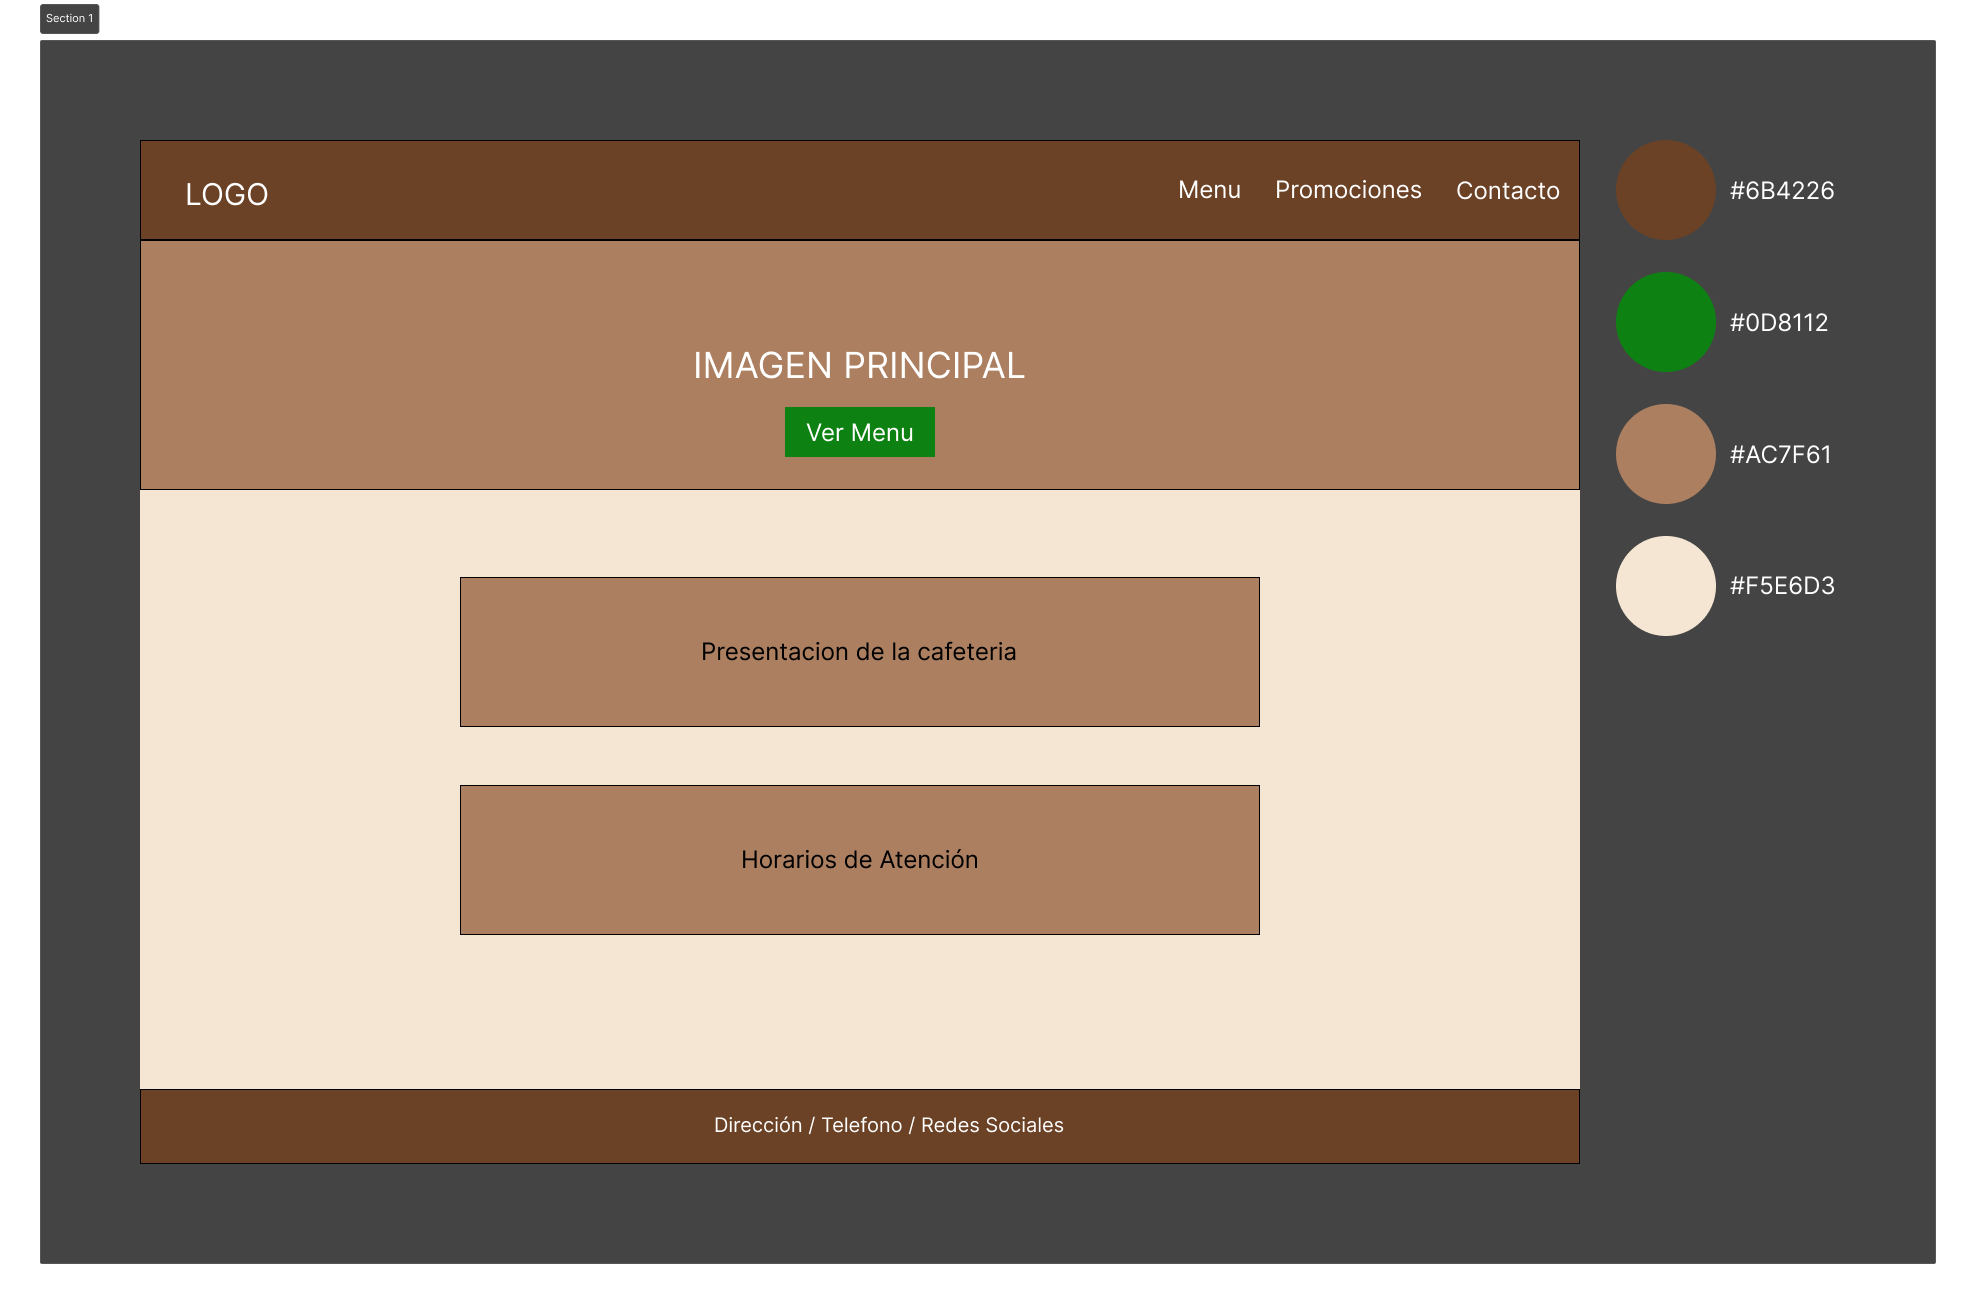 Section 1
LOGO
Menu Promociones Contacto
IMAGEN PRINCIPAL
Ver Menu
Presentacion de la cafeteria
Horarios de Atención
Dirección / Telefono / Redes Sociales
#6B4226
#0D8112
#AC7F61
#F5E6D3